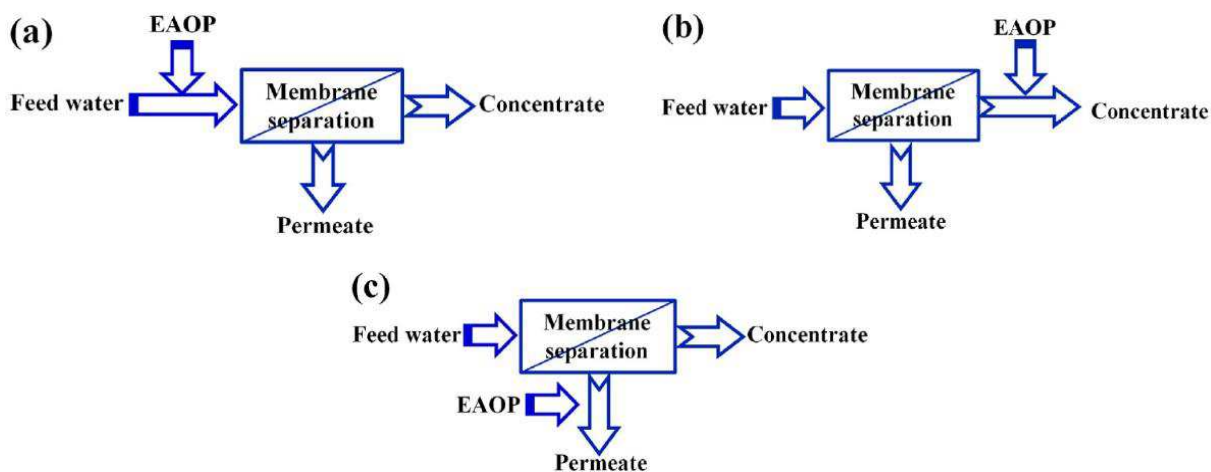 (a)
EAOP
Feed water
Membrane
separation
Concentrate
Permeate
(b)
EAOP
Feed water
Membrane
separation
Concentrate
Permeate
(c)
Feed water
Membrane
separation
Concentrate
EAOP
Permeate